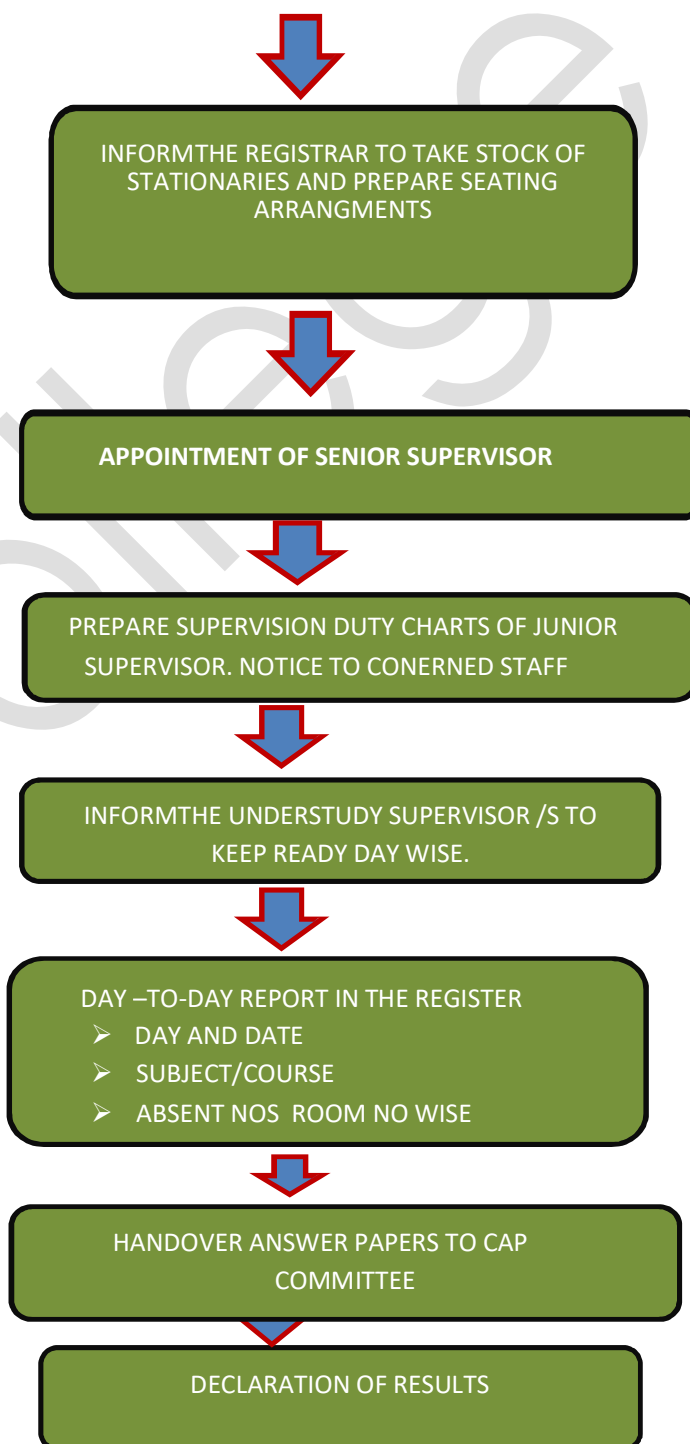 INFORMTHE REGISTRAR TO TAKE STOCK OF
STATIONARIES AND PREPARE SEATING
ARRANGMENTS
APPOINTMENT OF SENIOR SUPERVISOR
PREPARE SUPERVISION DUTY CHARTS OF JUNIOR
SUPERVISOR. NOTICE TO CONERNED STAFF
INFORMTHE UNDERSTUDY SUPERVISOR /S TO
KEEP READY DAY WISE.
DAY –TO-DAY REPORT IN THE REGISTER
➢ DAY AND DATE
➢ SUBJECT/COURSE
➢ ABSENT NOS ROOM NO WISE
HANDOVER ANSWER PAPERS TO CAP
COMMITTEE
DECLARATION OF RESULTS